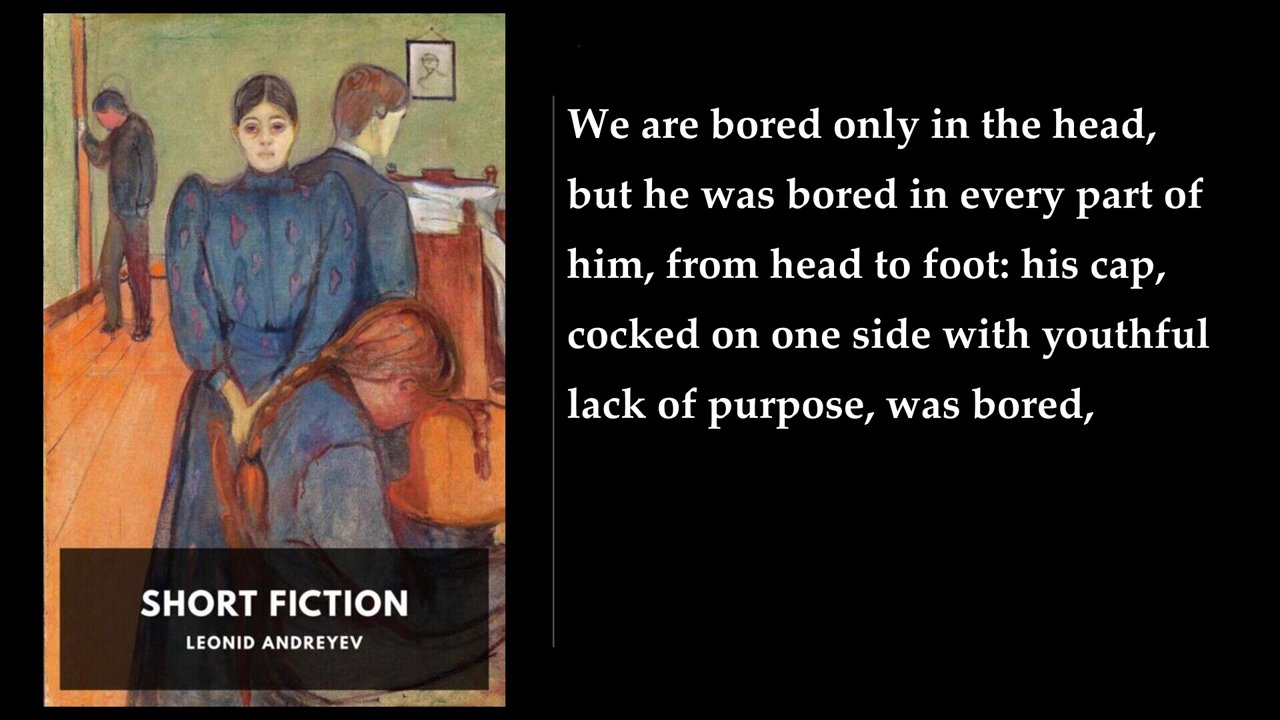 SHORT FICTION
LEONID ANDREYEV
We are bored only in the head,
but he was bored in every part of
him, from head to foot: his cap,
cocked on one side with youthful
lack of purpose, was bored,